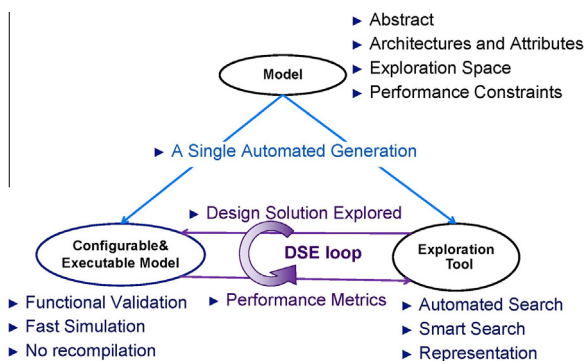 ► Abstract
► Architectures and Attributes
Model
► Exploration Space
► Performance Constraints
► A Single Automated Generation
► Design Solution Explored
Configurable&
Executable Model
DSE loop
Exploration
Tool
► Functional Validation
► Fast Simulation
► No recompilation
► Performance Metrics
► Automated Search
► Smart Search
► Representation